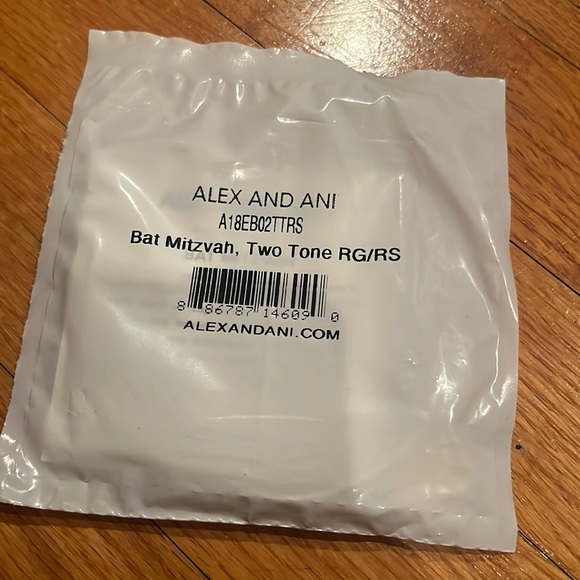 ALEX AND ANI
A18EB02TTRS
Bat Mitzvah, Two Tone RG/RS
8 86787 14609 0
ALEXANDANI.COM